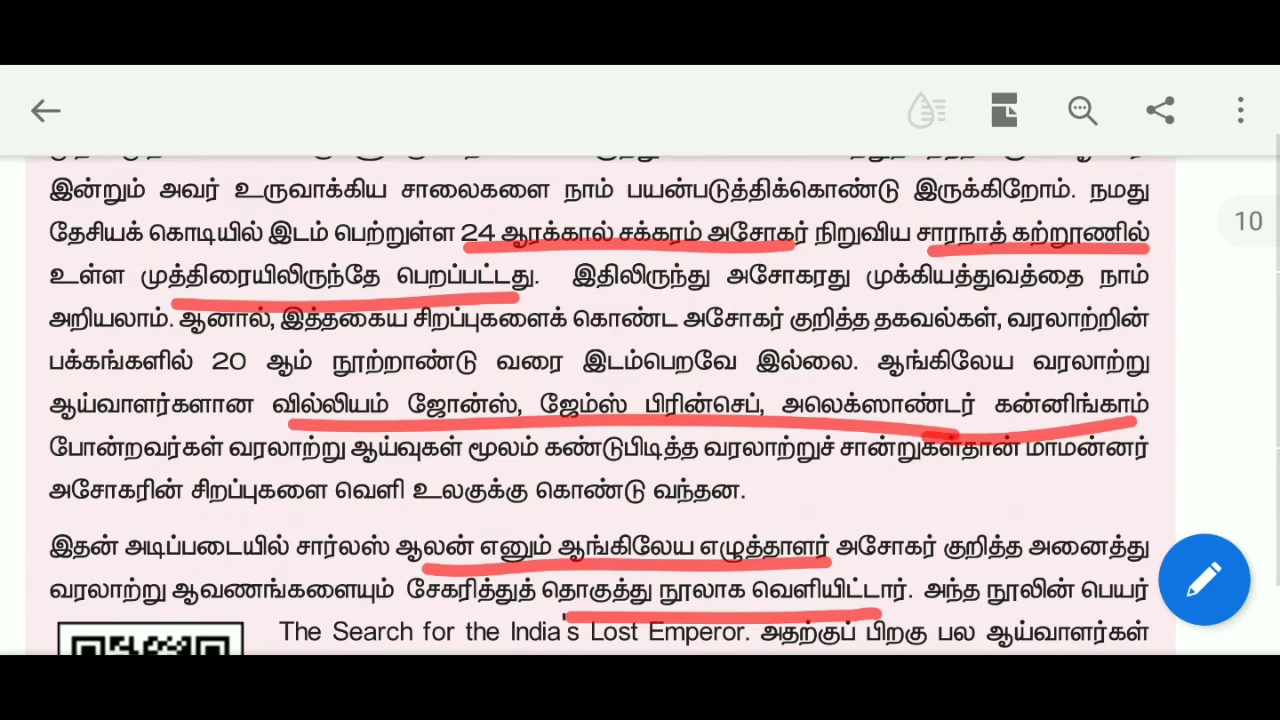 இன்றும் அவர் உருவாக்கிய சாலைகளை நாம் பயன்படுத்திக்கொண்டு இருக்கிறோம். நமது
தேசியக் கொடியில் இடம் பெற்றுள்ள 24 ஆரக்கால் சக்கரம் அசோகர் நிறுவிய சாரநாத் கற்றூணில்
10
உள்ள முத்திரையிலிருந்தே பெறப்பட்டது. இதிலிருந்து அசோகரது முக்கியத்துவத்தை நாம்
அறியலாம். ஆனால், இத்தகைய சிறப்புகளைக் கொண்ட அசோகர் குறித்த தகவல்கள், வரலாற்றின்
பக்கங்களில் 20 ஆம் நூற்றாண்டு வரை இடம்பெறவே இல்லை. ஆங்கிலேய வரலாற்று
ஆய்வாளர்களான வில்லியம் ஜோன்ஸ், ஜேம்ஸ் பிரின்செப், அலெக்ஸாண்டர் கன்னிங்காம்
போன்றவர்கள் வரலாற்று ஆய்வுகள் மூலம் கண்டுபிடித்த வரலாற்றுச் சான்றுகள்தான் மாமன்னர்
அசோகரின் சிறப்புகளை வெளி உலகுக்கு கொண்டு வந்தன.
இதன் அடிப்படையில் சார்லஸ் ஆலன் எனும் ஆங்கிலேய எழுத்தாளர் அசோகர் குறித்த அனைத்து
வரலாற்று ஆவணங்களையும் சேகரித்துத் தொகுத்து நூலாக வெளியிட்டார். அந்த நூலின் பெயர்
The Search for the India's Lost Emperor. அதற்குப் பிறகு பல ஆய்வாளர்கள்